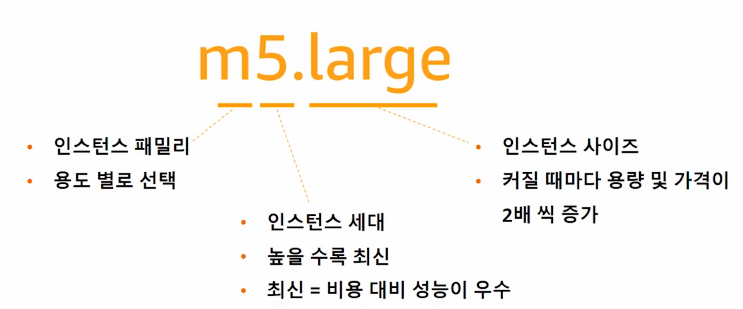 m5.large
• 인스턴스 패밀리
• 용도 별로 선택
• 인스턴스 세대
• 높을 수록 최신
• 최신 = 비용 대비 성능이 우수
• 인스턴스 사이즈
• 커질 때마다 용량 및 가격이
2배 씩 증가